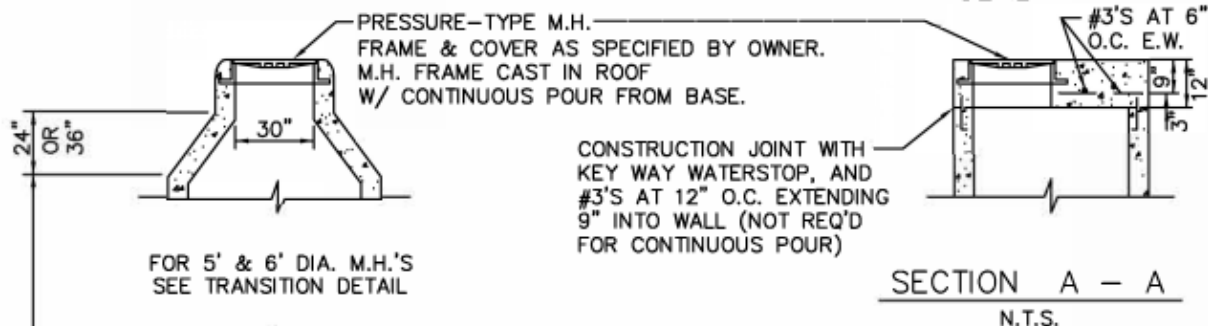 PRESSURE-TYPE M.H.
FRAME & COVER AS SPECIFIED BY OWNER.
M.H. FRAME CAST IN ROOF
W/ CONTINUOUS POUR FROM BASE.
#3'S AT 6"
O.C. E.W.
9"
12"
3"
24"
OR
36"
30"
CONSTRUCTION JOINT WITH
KEY WAY WATERSTOP, AND
#3'S AT 12" O.C. EXTENDING
9" INTO WALL (NOT REQ'D
FOR CONTINUOUS POUR)
FOR 5' & 6' DIA. M.H.'S
SEE TRANSITION DETAIL
SECTION A - A
N.T.S.